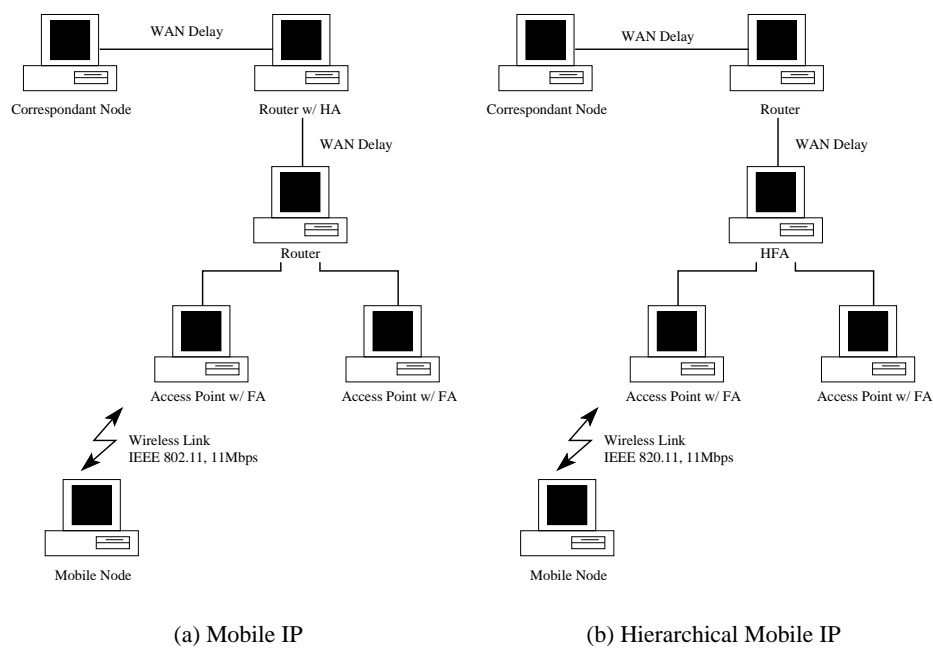 WAN Delay
Correspondant Node
Router w/ HA
WAN Delay
Router
Access Point w/ FA
Access Point w/ FA
Wireless Link
IEEE 802.11, 11Mbps
Mobile Node
(a) Mobile IP
WAN Delay
Correspondant Node
Router
WAN Delay
HFA
Access Point w/ FA
Access Point w/ FA
Wireless Link
IEEE 820.11, 11Mbps
Mobile Node
(b) Hierarchical Mobile IP